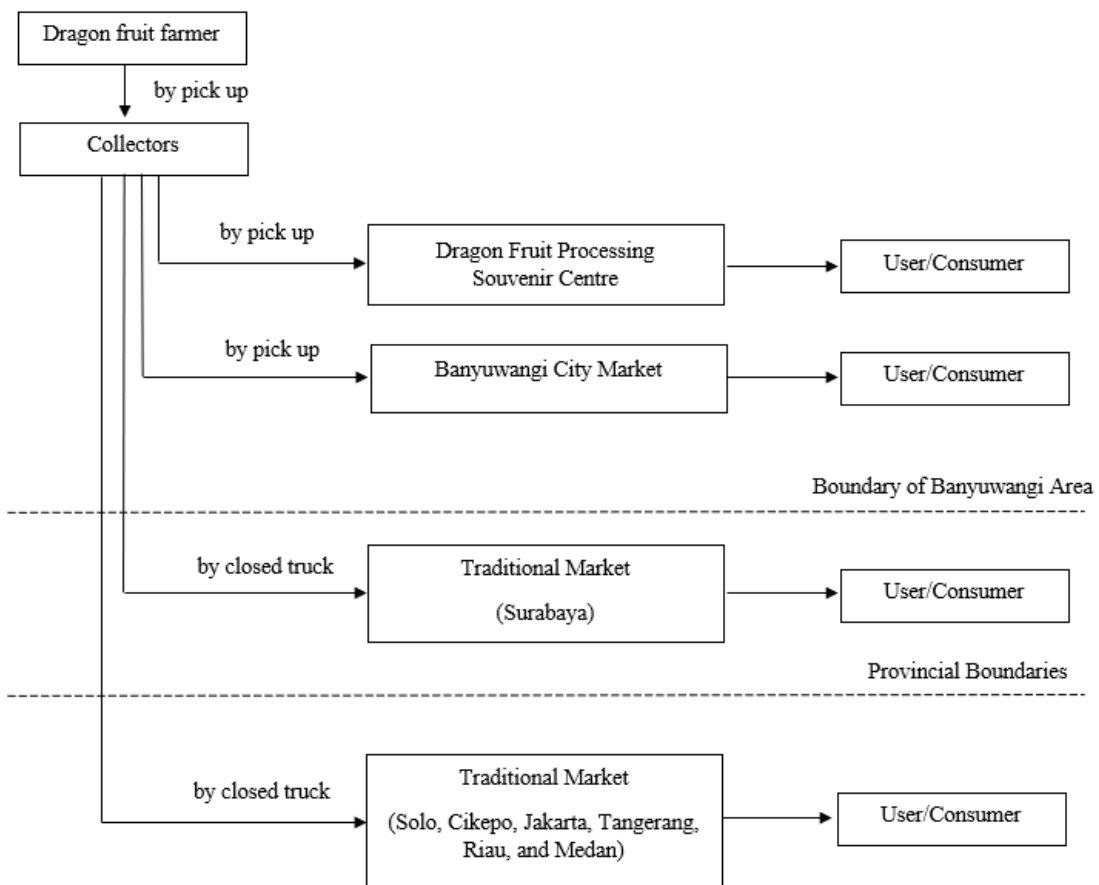 Dragon fruit farmer
by pick up
Collectors
by pick up
Dragon Fruit Processing
Souvenir Centre
User/Consumer
by pick up
Banyuwangi City Market
User/Consumer
Boundary of Banyuwangi Area
by closed truck
Traditional Market
(Surabaya)
User/Consumer
Provincial Boundaries
by closed truck
Traditional Market
(Solo, Cikepo, Jakarta, Tangerang,
Riau, and Medan)
User/Consumer